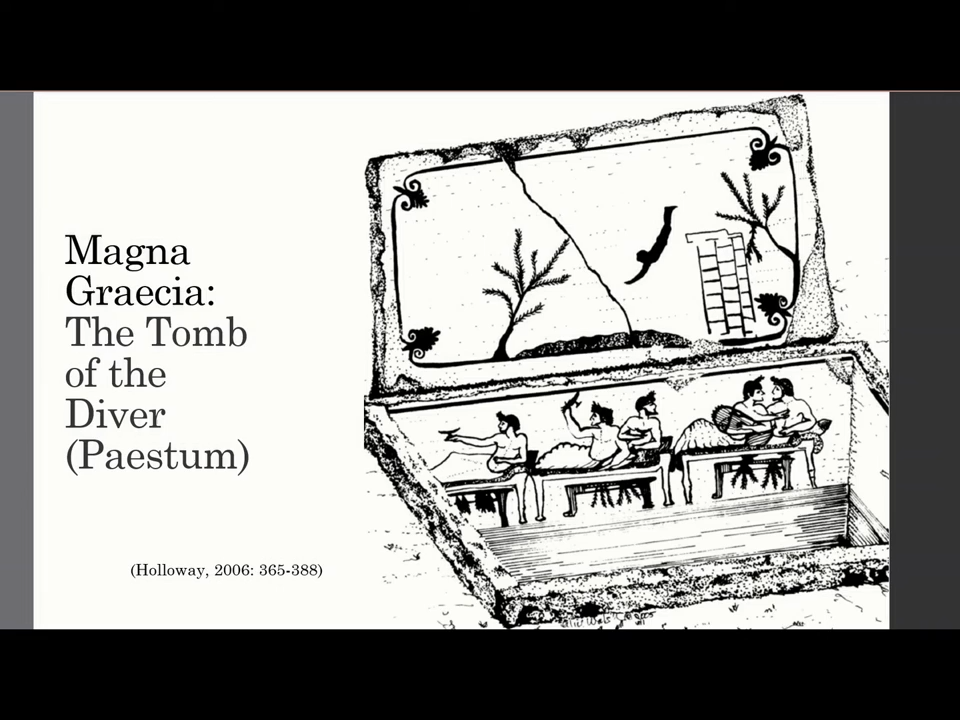 Magna
Graecia:
The Tomb
of the
Diver
(Paestum)
(Holloway, 2006: 365-388)